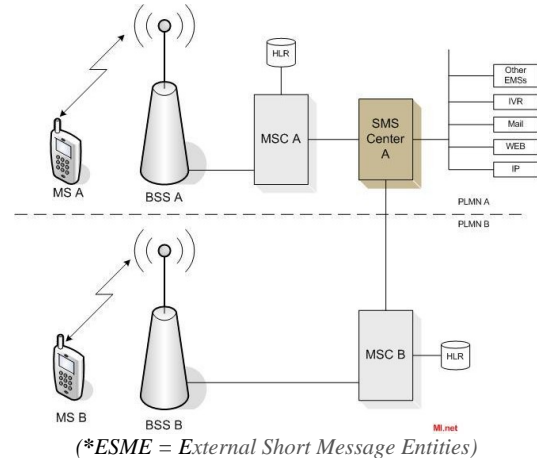 HLR
Other
EMSs
IVR
Mail
WEB
IP
MSC A
SMS
Center
A
MS A
BSS A
PLMN A
PLMN B
MSC B
HLR
MS B
BSS B
MI.net
(*ESME = External Short Message Entities)